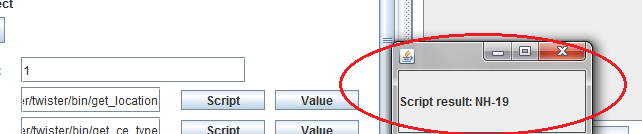 ect
:
1
er/twister/bin/get_location
Script
Value
Script result: NH-19
er/twister/bin/get_ce_type
Script
Value